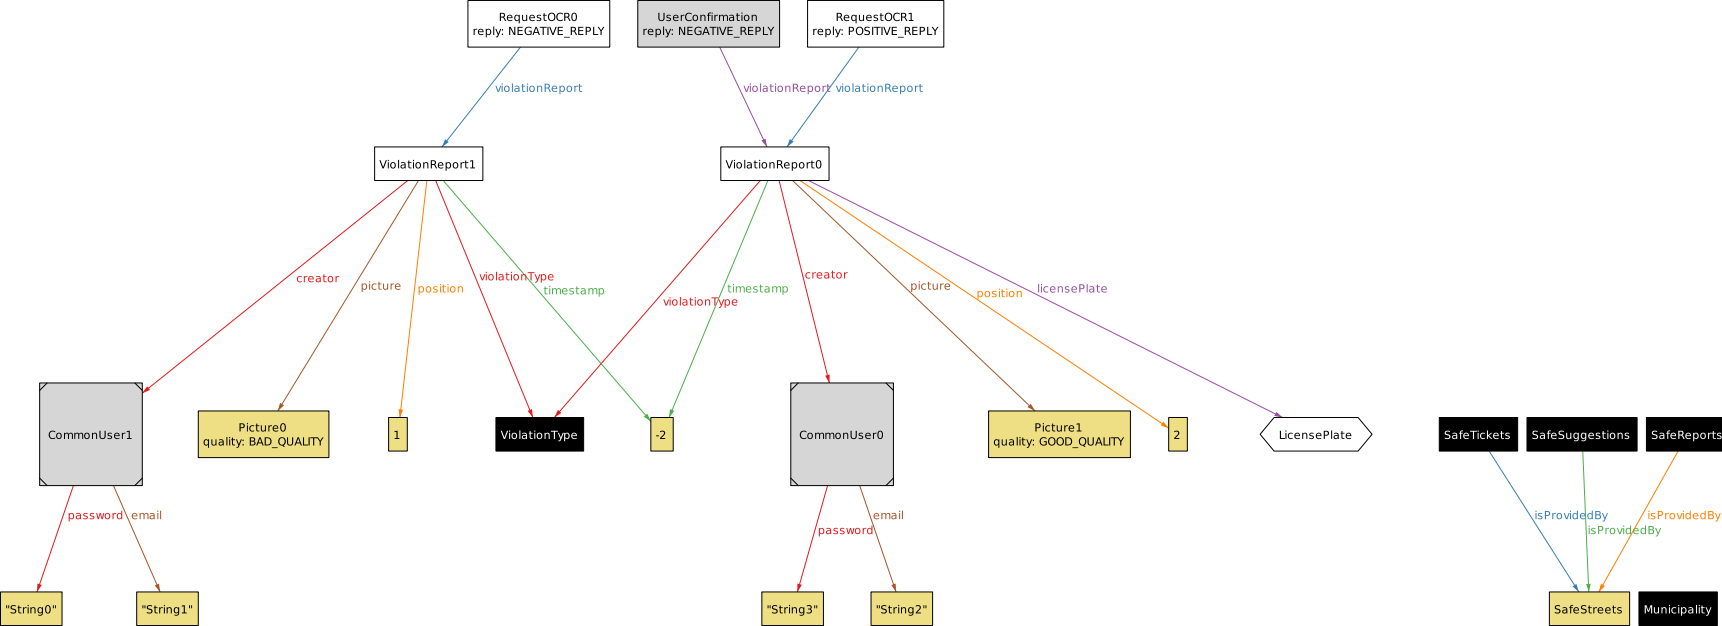 RequestOCR0
reply: NEGATIVE_REPLY
UserConfirmation
reply: NEGATIVE_REPLY
RequestOCR1
reply: POSITIVE_REPLY
violationReport
violationReport
violationReport
ViolationReport1
ViolationReport0
creator
picture
position
violationType
timestamp
violationType
timestamp
creator
picture
position
licensePlate
CommonUser1
Picture0
quality: BAD_QUALITY
1
ViolationType
-2
CommonUser0
Picture1
quality: GOOD_QUALITY
2
LicensePlate
SafeTickets
SafeSuggestions
SafeReports
password
email
password
email
isProvidedBy
isProvidedBy
isProvidedBy
"String0"
"String1"
"String3"
"String2"
SafeStreets
Municipality